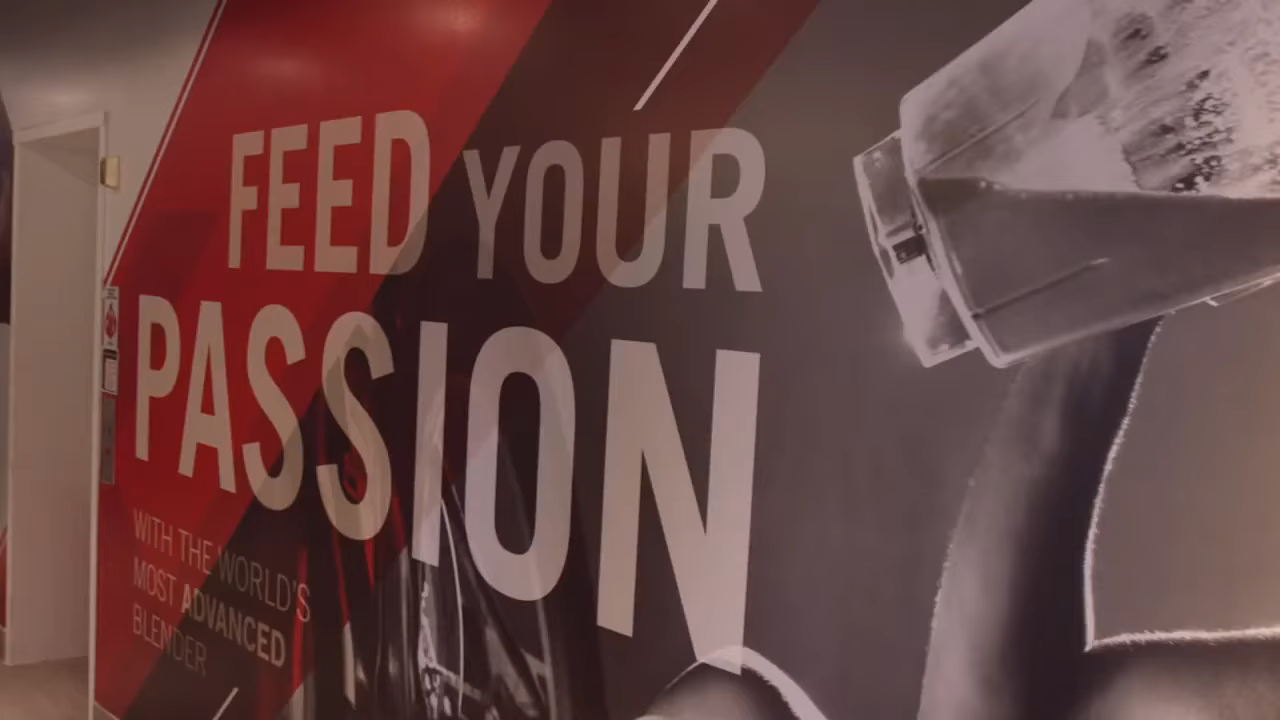 FEED YOUR
PASSION
WITH THE WORLD'S
MOST ADVANCED
BLENDER